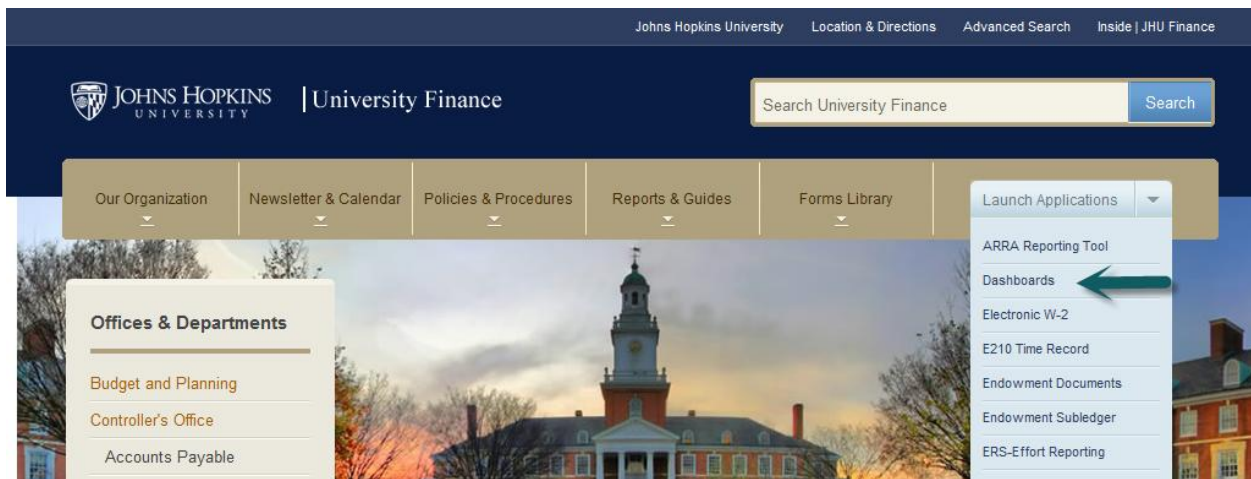 Johns Hopkins University Location & Directions Advanced Search Inside | JHU Finance
JOHNS HOPKINS
UNIVERSITY
University Finance
Search University Finance
Search
Our Organization Newsletter & Calendar Policies & Procedures Reports & Guides Forms Library
Launch Applications
ARRA Reporting Tool
Dashboards
Electronic W-2
E210 Time Record
Endowment Documents
Endowment Subledger
ERS-Effort Reporting
Offices & Departments
Budget and Planning
Controller's Office
Accounts Payable